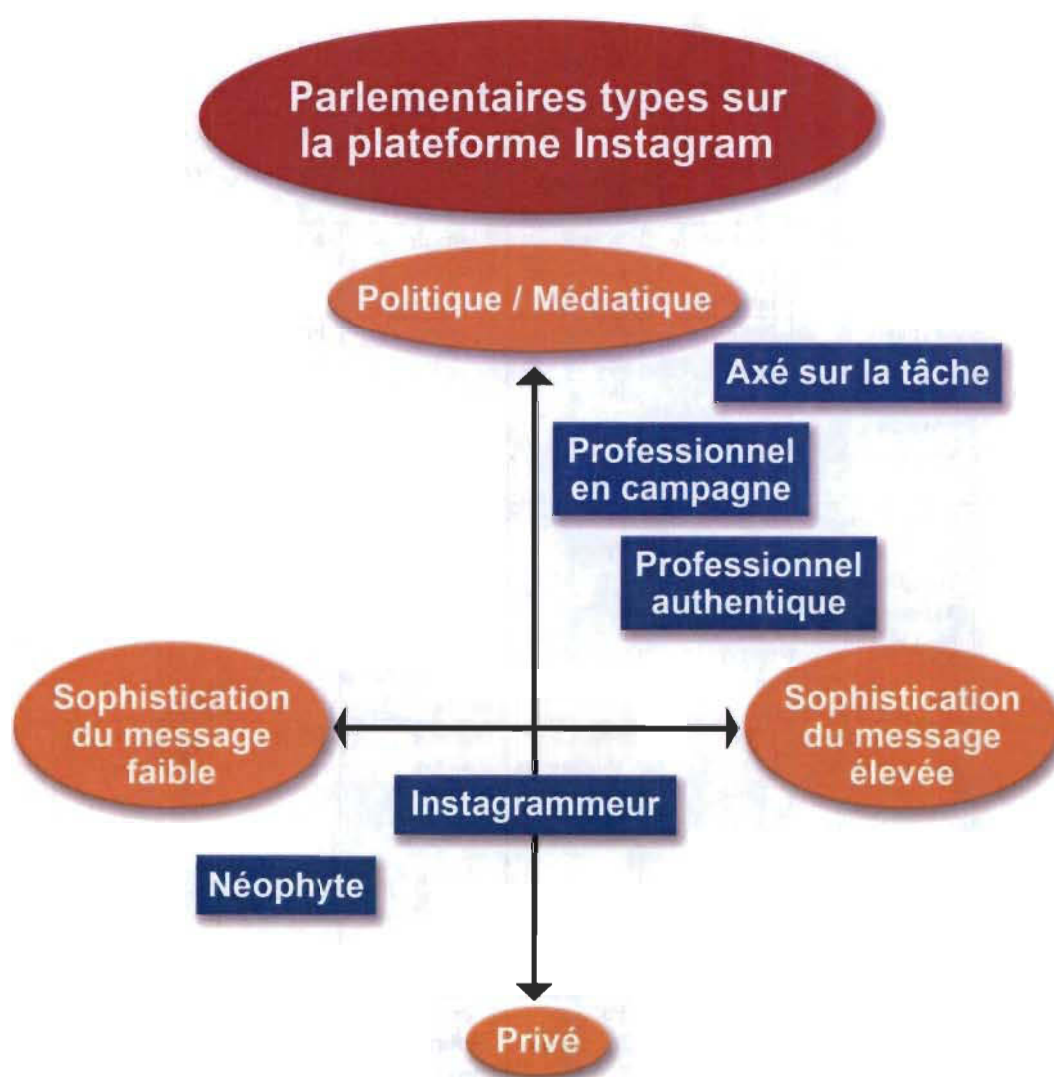 Parlementaires types sur
la plateforme Instagram
Politique / Médiatique
Axé sur la tâche
Professionnel
en campagne
Professionnel
authentique
Sophistication
du message
faible
Sophistication
du message
élevée
Instagrammeur
Néophyte
Privé